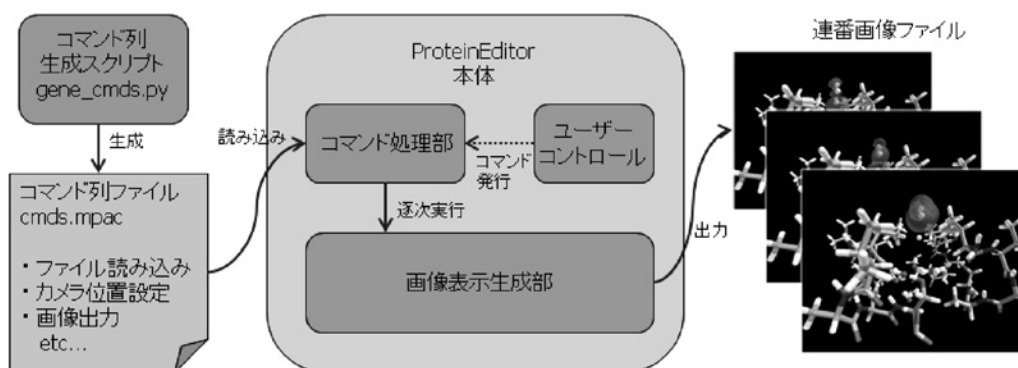 コマンド列
生成スクリプト
gene_cmds.py
生成
コマンド列ファイル
cmds.mpac
・ファイル読み込み
・カメラ位置設定
・画像出力
etc...
読み込み
ProteinEditor
本体
コマンド処理部
コマンド
発行
ユーザー
コントロール
逐次実行
画像表示生成部
出力
連番画像ファイル